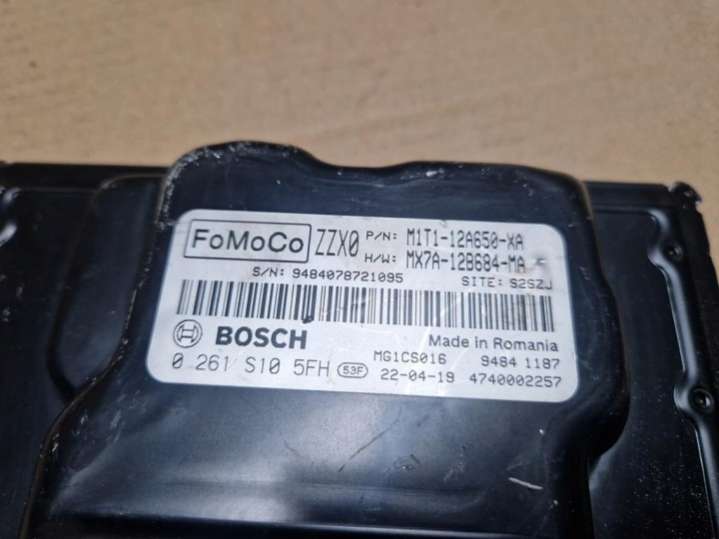 FoMoCo ZZX0 P/N: M1T1-12A650-XA
H/W: MX7A-12B684-MA
S/N: 9484078721095 SITE: S2SZJ
BOSCH Made in Romania
MG1CS016 9484 1187
0 261 S10 5FH 53F 22-04-19 4740002257